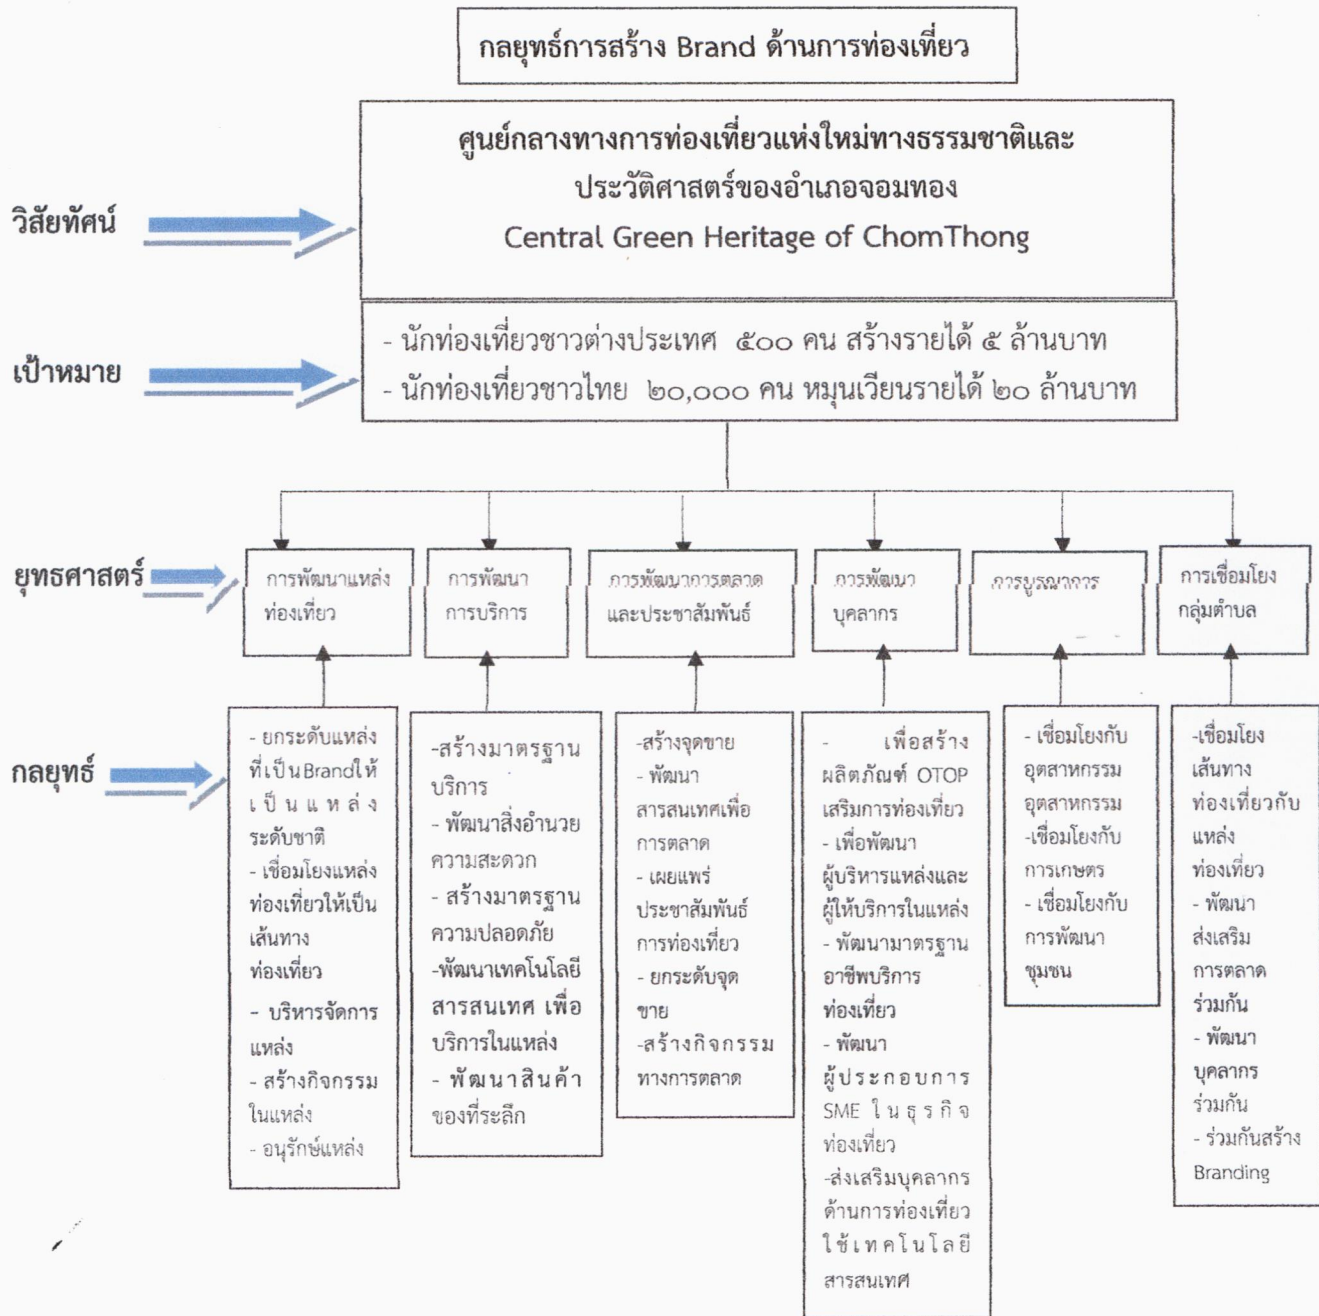 กลยุทธ์การสร้าง Brand ด้านการท่องเที่ยว
ศูนย์กลางทางการท่องเที่ยวแห่งใหม่ทางธรรมชาติและ
ประวัติศาสตร์ของอำเภอจอมทอง
Central Green Heritage of ChomThong
วิสัยทัศน์
- นักท่องเที่ยวชาวต่างประเทศ ๕๐๐ คน สร้างรายได้ ๕ ล้านบาท
- นักท่องเที่ยวชาวไทย ๒๐,๐๐๐ คน หมุนเวียนรายได้ ๒๐ ล้านบาท
เป้าหมาย
ยุทธศาสตร์
การพัฒนาแหล่ง
ท่องเที่ยว
การพัฒนา
การบริการ
การพัฒนาการตลาด
และประชาสัมพันธ์
การพัฒนา
บุคลากร
การบูรณาการ
การเชื่อมโยง
กลุ่มตำบล
กลยุทธ์
- ยกระดับแหล่ง
ที่เป็นBrandให้
เป็นแหล่ง
ระดับชาติ
- เชื่อมโยงแหล่ง
ท่องเที่ยวให้เป็น
เส้นทาง
ท่องเที่ยว
- บริหารจัดการ
แหล่ง
- สร้างกิจกรรม
ในแหล่ง
- อนุรักษ์แหล่ง
-สร้างมาตรฐาน
บริการ
- พัฒนาสิ่งอำนวย
ความสะดวก
- สร้างมาตรฐาน
ความปลอดภัย
-พัฒนาเทคโนโลยี
สารสนเทศ เพื่อ
บริการในแหล่ง
- พัฒนาสินค้า
ของที่ระลึก
-สร้างจุดขาย
- พัฒนา
สารสนเทศเพื่อ
การตลาด
- เผยแพร่
ประชาสัมพันธ์
การท่องเที่ยว
- ยกระดับจุด
ขาย
-สร้างกิจกรรม
ทางการตลาด
- เพื่อสร้าง
ผลิตภัณฑ์ OTOP
เสริมการท่องเที่ยว
- เพื่อพัฒนา
ผู้บริหารแหล่งและ
ผู้ให้บริการในแหล่ง
- พัฒนามาตรฐาน
อาชีพบริการ
ท่องเที่ยว
- พัฒนา
ผู้ประกอบการ
SME ในธุรกิจ
ท่องเที่ยว
-ส่งเสริมบุคลากร
ด้านการท่องเที่ยว
ใช้เทคโนโลยี
สารสนเทศ
- เชื่อมโยงกับ
อุตสาหกรรม
อุตสาหกรรม
-เชื่อมโยงกับ
การเกษตร
- เชื่อมโยงกับ
การพัฒนา
ชุมชน
-เชื่อมโยง
เส้นทาง
ท่องเที่ยวกับ
แหล่ง
ท่องเที่ยว
- พัฒนา
ส่งเสริม
การตลาด
ร่วมกัน
- พัฒนา
บุคลากร
ร่วมกัน
- ร่วมกันสร้าง
Branding